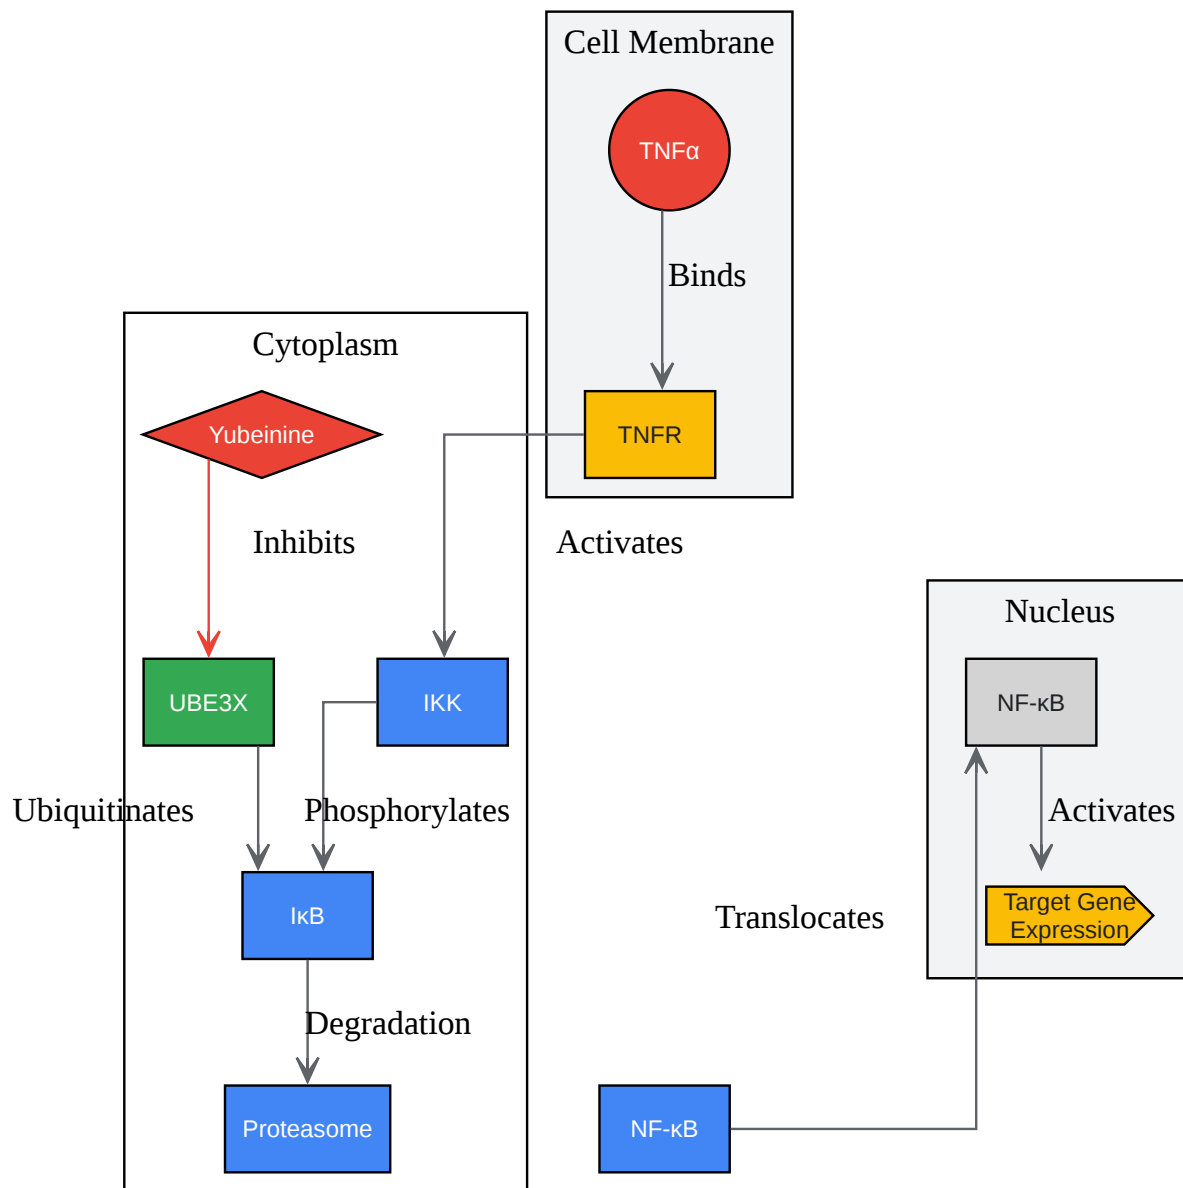 Cell Membrane
TNFα
Binds
TNFR
Cytoplasm
Yubeinine
Inhibits
Activates
UBE3X
IKK
Ubiquitinates
Phosphorylates
IκB
Degradation
Proteasome
NF-κB
Translocates
Nucleus
NF-κB
Activates
Target Gene
Expression